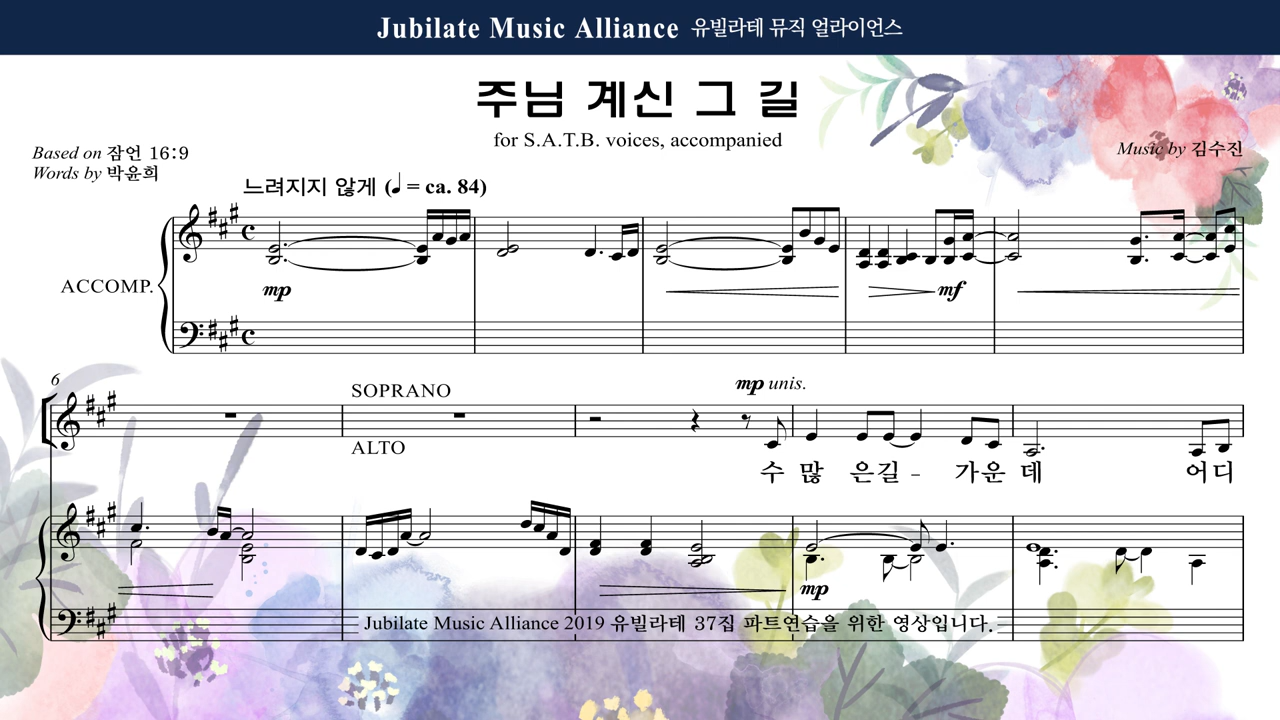 Jubilate Music Alliance 유빌라테 뮤직 얼라이언스
주님 계신 그 길
for S.A.T.B. voices, accompanied
Based on 잠언 16:9
Words by 박윤희
Music by 김수진
느려지지 않게 (♩ = ca. 84)
ACCOMP.
mp
mf
6
SOPRANO
mp unis.
ALTO
수 많 은길 - 가운 데 어디
mp
Jubilate Music Alliance 2019 유빌라테 37집 파트연습을 위한 영상입니다.